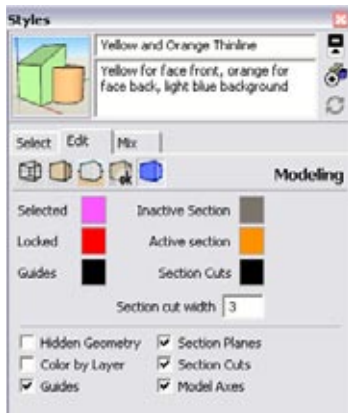 Styles
Yellow and Orange Thinline
Yellow for face front, orange for
face back, light blue background
Select Edit Mix
Modeling
Selected Inactive Section
Locked Active section
Guides Section Cuts
Section cut width 3
Hidden Geometry Section Planes
Color by Layer Section Cuts
Guides Model Axes